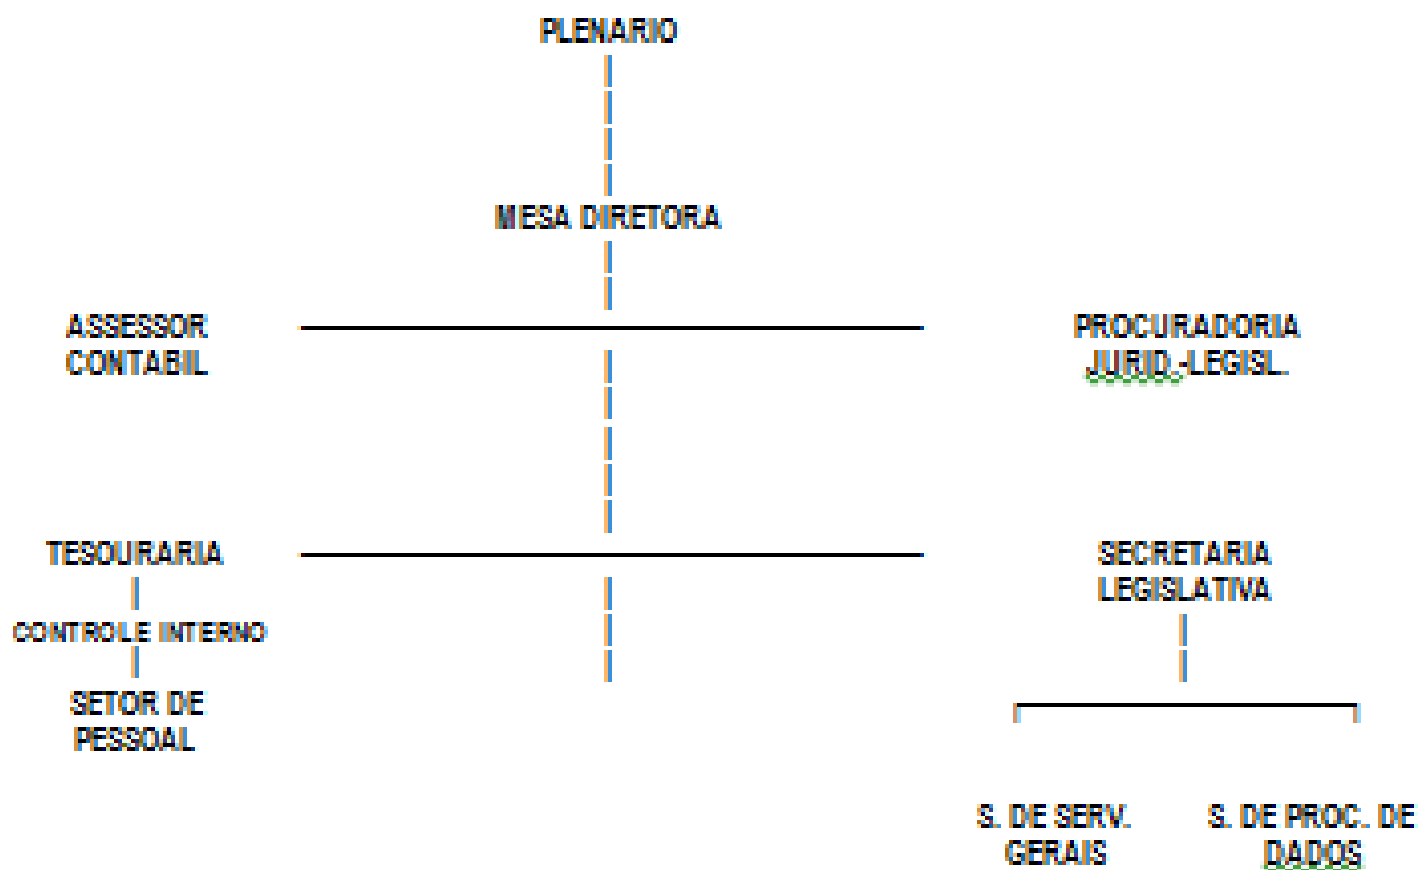 PLENARIO
MESA DIRETORA
ASSESSOR
CONTABIL
PROCURADORIA
JURID.-LEGISL.
TESOURARIA
SECRETARIA
LEGISLATIVA
CONTROLE INTERNO
SETOR DE
PESSOAL
S. DE SERV.
GERAIS
S. DE PROC. DE
DADOS